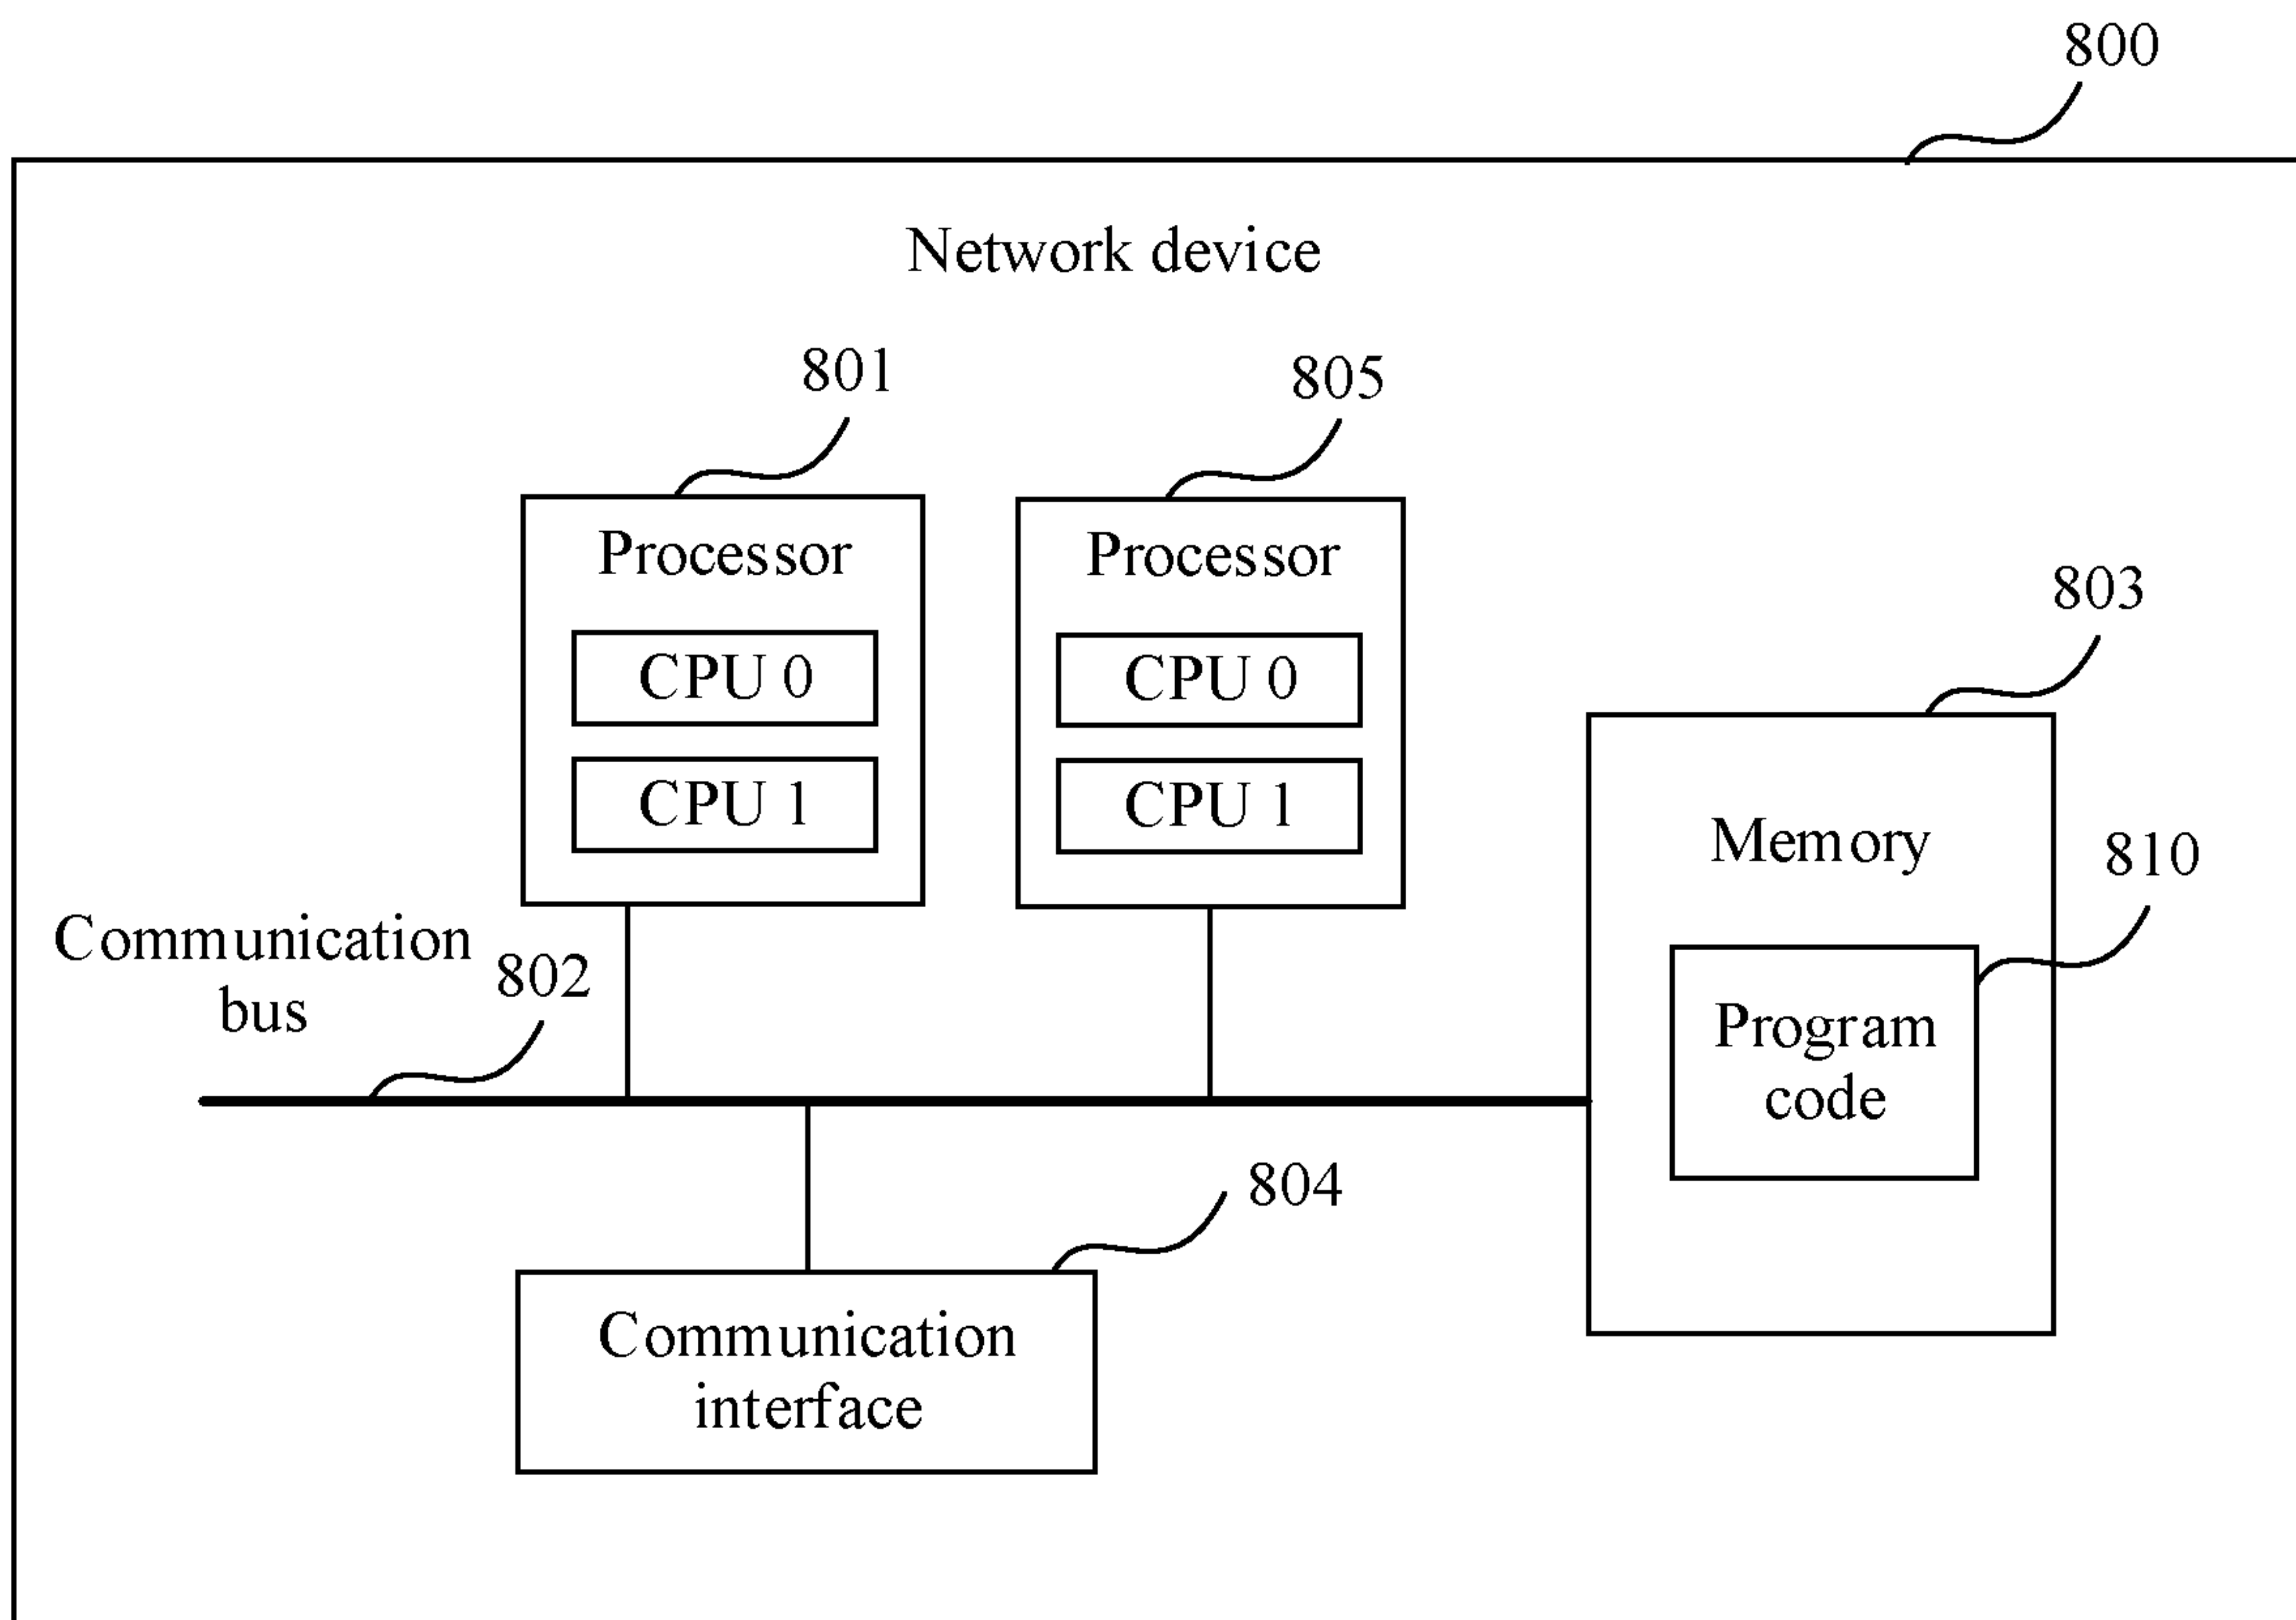 800
Network device
801
805
Processor
Processor
803
CPU 0
CPU 0
CPU 1
CPU 1
Memory
810
Communication
bus
802
Program
code
804
Communication
interface